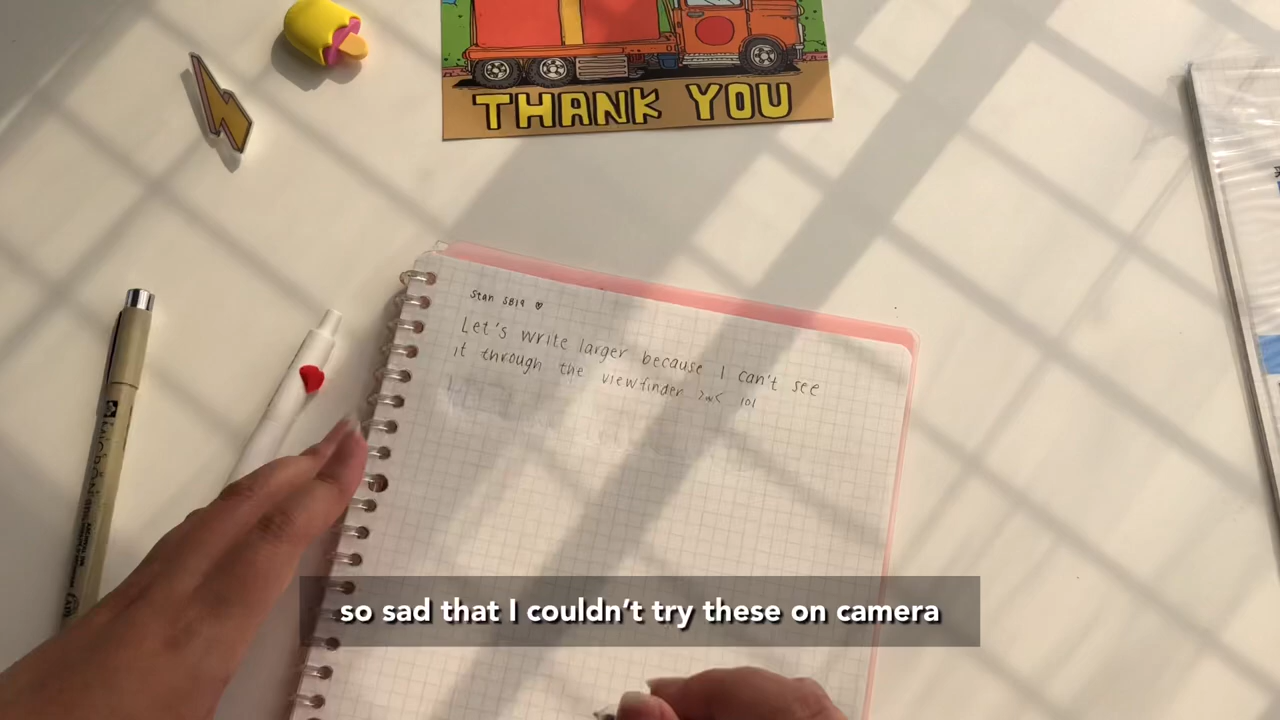 THANK YOU
Stan SB19 ♡
Let's write larger because I can't see
it through the viewfinder lol
so sad that I couldn't try these on camera